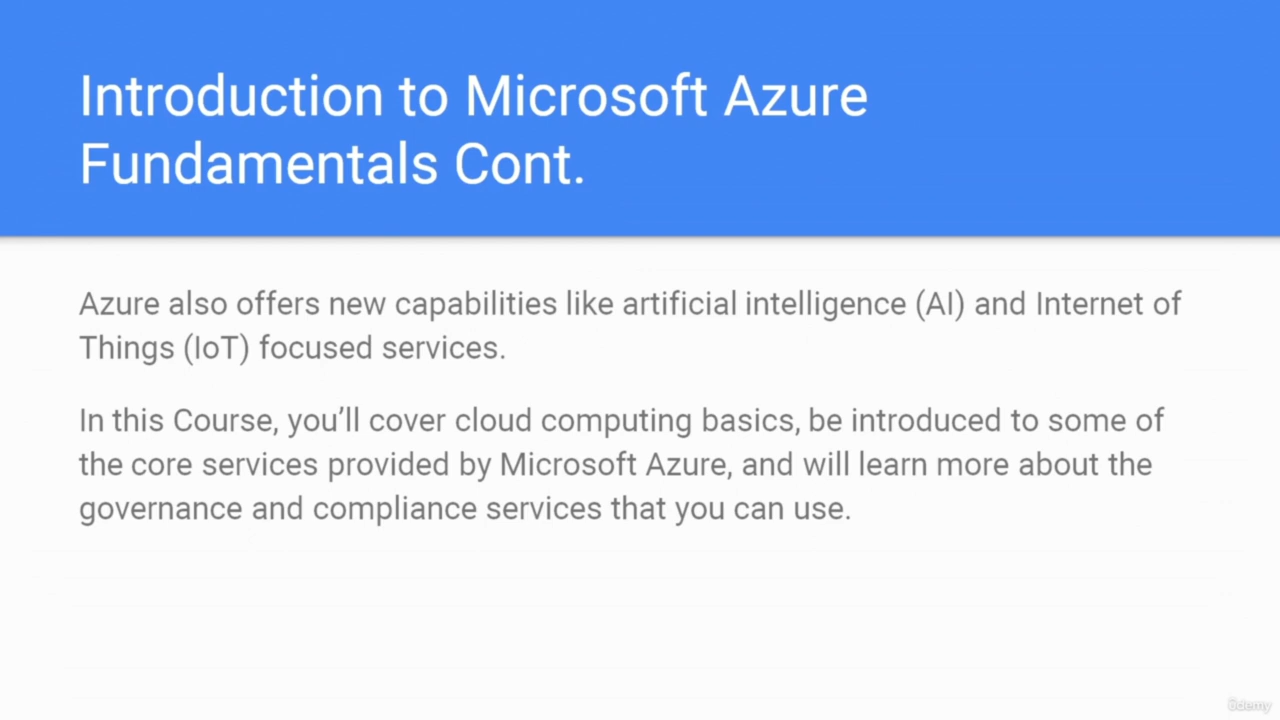 Introduction to Microsoft Azure
Fundamentals Cont.
Azure also offers new capabilities like artificial intelligence (AI) and Internet of
Things (IoT) focused services.
In this Course, you’ll cover cloud computing basics, be introduced to some of
the core services provided by Microsoft Azure, and will learn more about the
governance and compliance services that you can use.
ûdemy